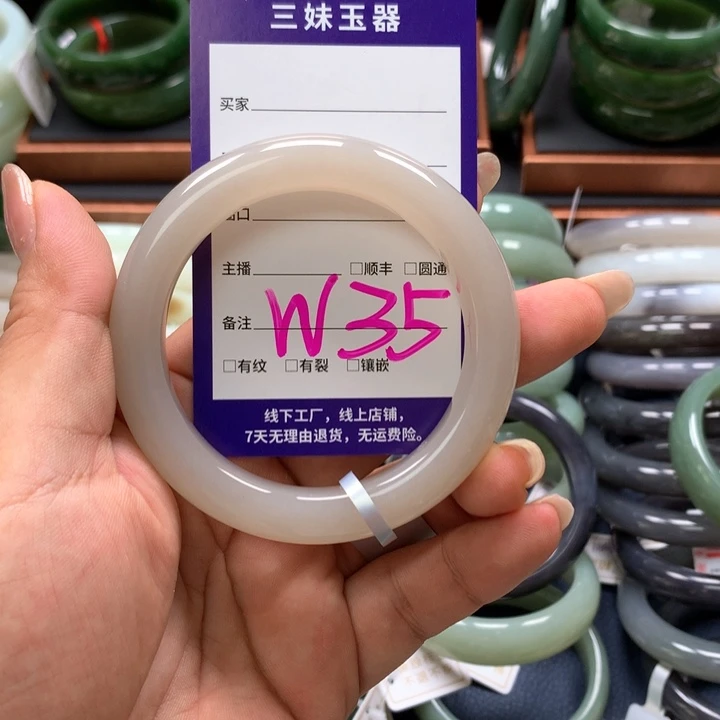 三妹玉器
买家
主播 □顺丰 □圆通
备注 W35
□有纹 □有裂 □镶嵌
线下工厂，线上店铺，
7天无理由退货，无运费险。